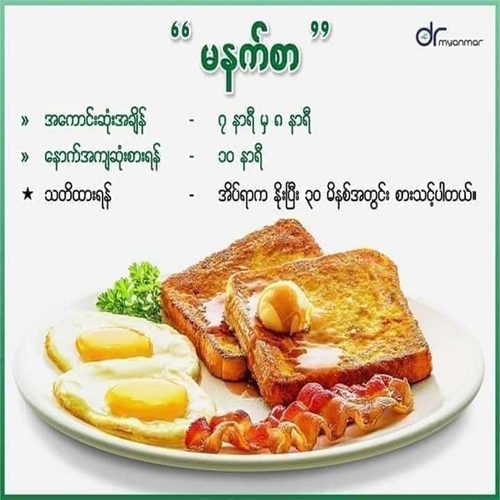 dr myanmar
“ မနက်စာ ”
» အကောင်းဆုံးအချိန် - ၇ နာရီ မှ ၈ နာရီ
» နောက်အကျဆုံးစားရန် - ၁၀ နာရီ
★ သတိထားရန် - အိပ်ရာက နိုးပြီး ၃၀ မိနစ်အတွင်း စားသင့်ပါတယ်။